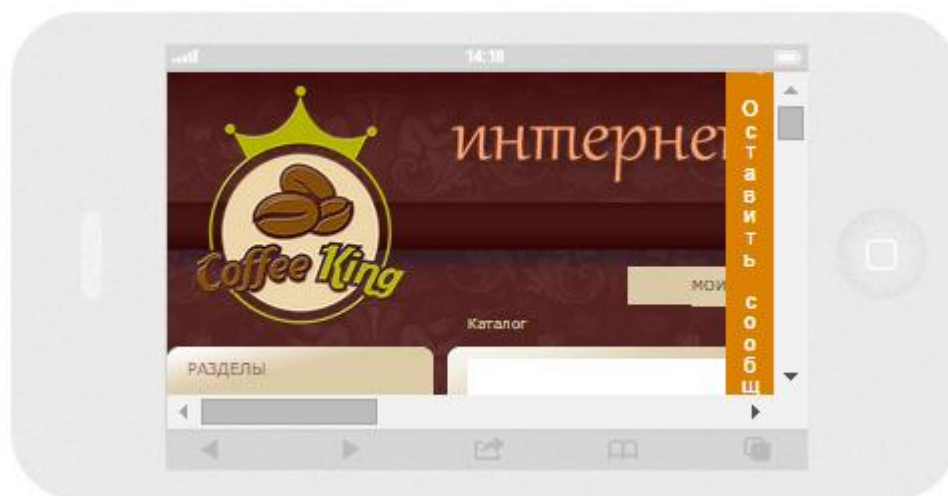 14:18
интернет
Оставить сообщ
Coffee King
мои
Каталог
РАЗДЕЛЫ